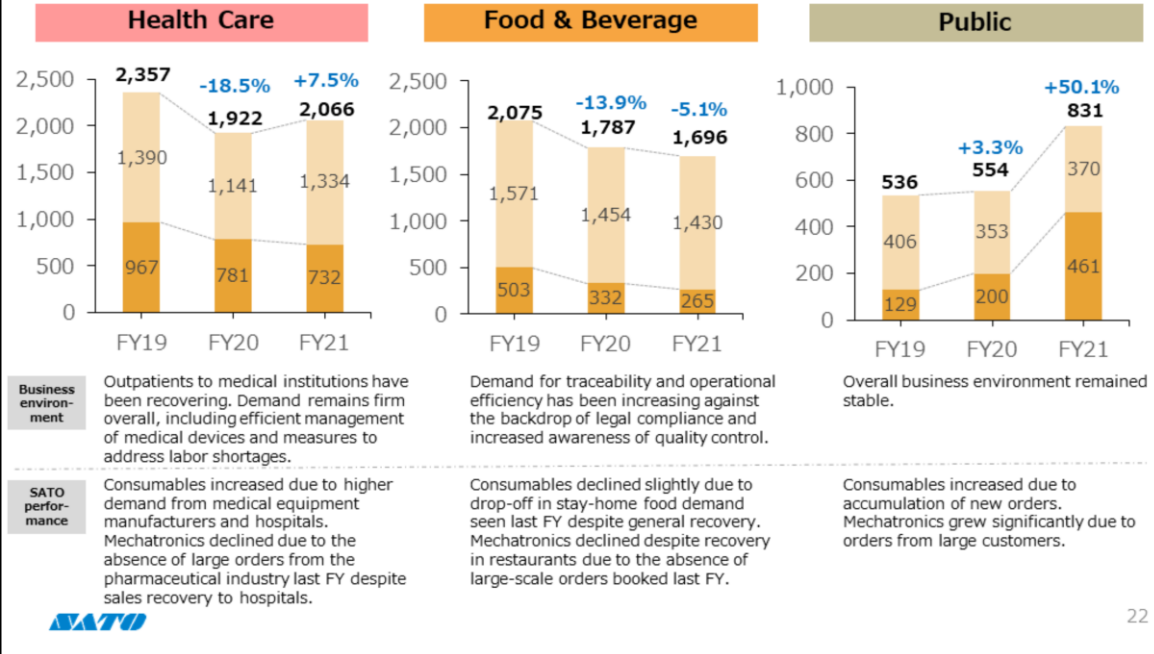 Health Care
Food & Beverage
Public
2,500
2,000
1,500
1,000
500
0
2,357
-18.5%
1,922
+7.5%
2,066
1,390
1,141
1,334
967
781
732
FY19
FY20
FY21
2,500
2,000
1,500
1,000
500
0
2,075
-13.9%
1,787
-5.1%
1,696
1,571
1,454
1,430
503
332
265
FY19
FY20
FY21
1,000
800
600
400
200
0
536
+3.3%
554
+50.1%
831
406
353
370
129
200
461
FY19
FY20
FY21
Business
environ-
ment
Outpatients to medical institutions have
been recovering. Demand remains firm
overall, including efficient management
of medical devices and measures to
address labor shortages.
Demand for traceability and operational
efficiency has been increasing against
the backdrop of legal compliance and
increased awareness of quality control.
Overall business environment remained
stable.
SATO
perfor-
mance
Consumables increased due to higher
demand from medical equipment
manufacturers and hospitals.
Mechatronics declined due to the
absence of large orders from the
pharmaceutical industry last FY despite
sales recovery to hospitals.
Consumables declined slightly due to
drop-off in stay-home food demand
seen last FY despite general recovery.
Mechatronics declined despite recovery
in restaurants due to the absence of
large-scale orders booked last FY.
Consumables increased due to
accumulation of new orders.
Mechatronics grew significantly due to
orders from large customers.
SATO
22